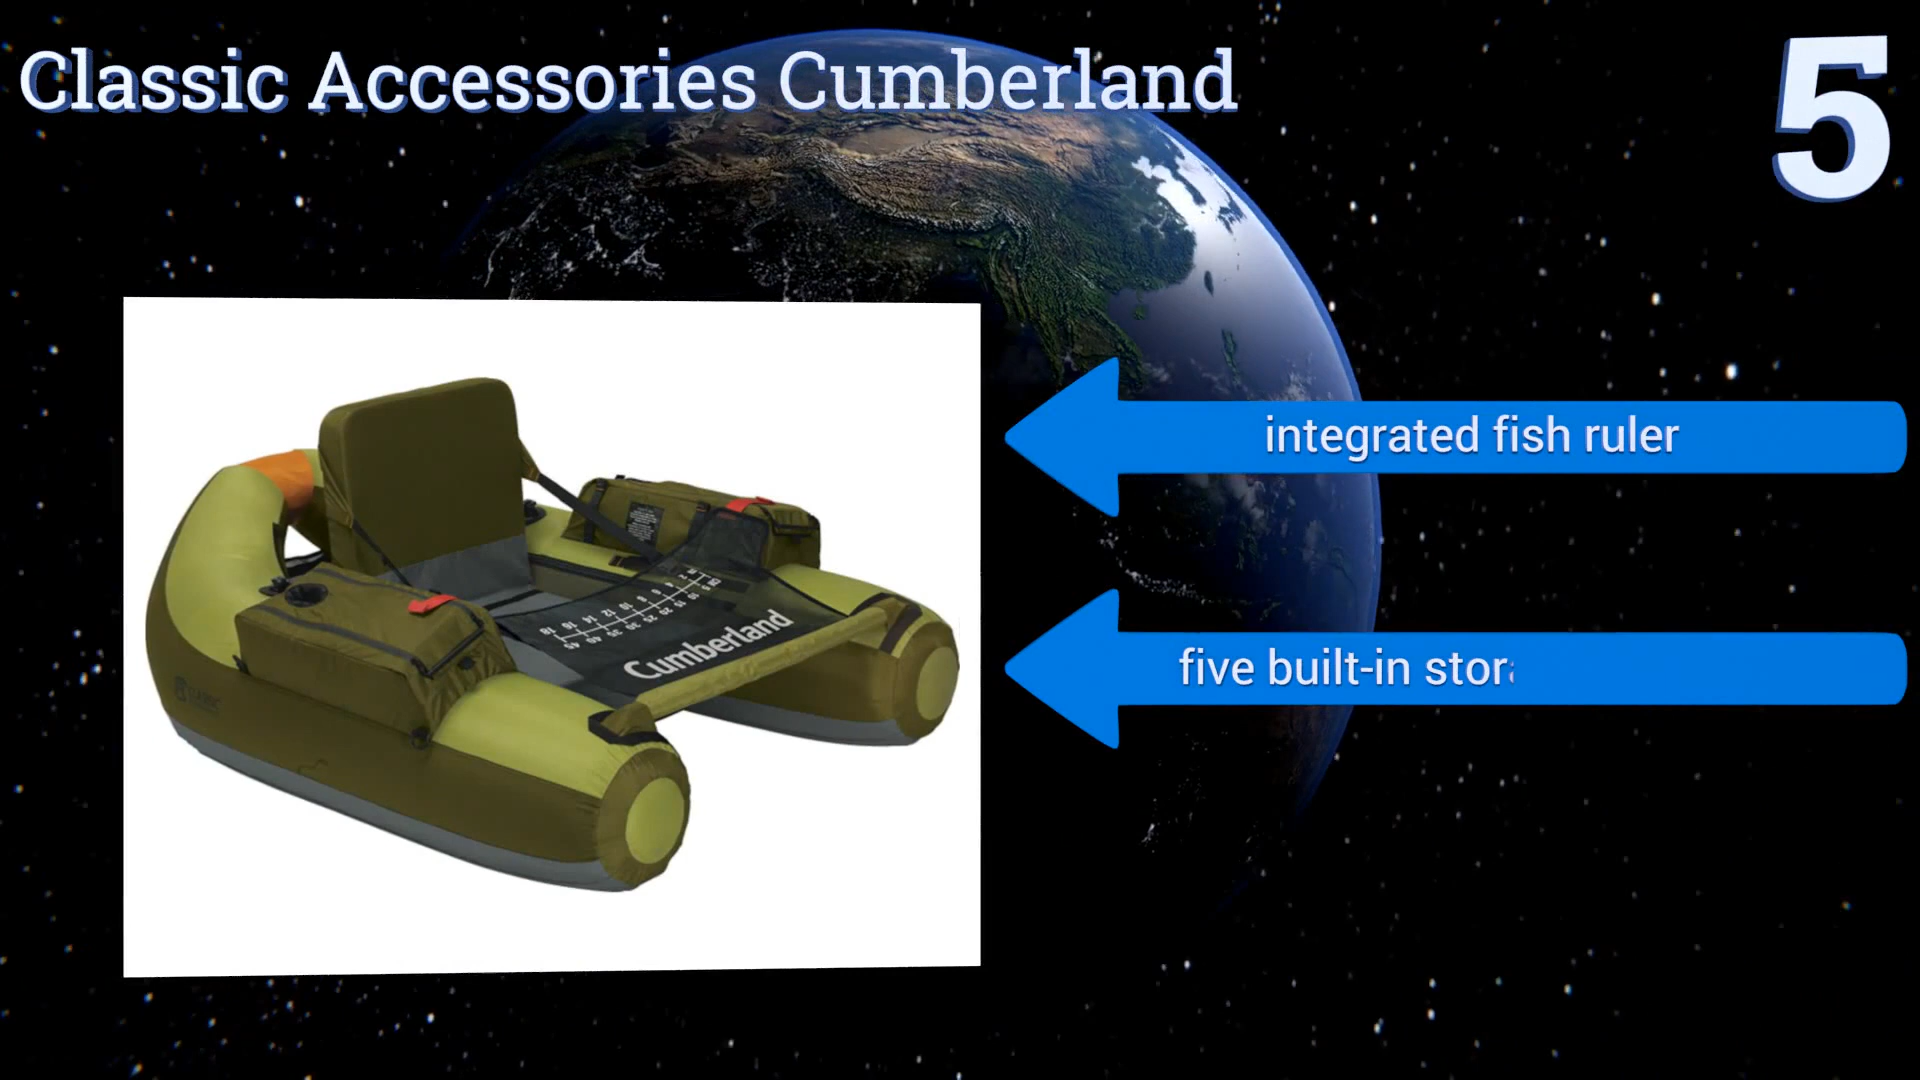 Classic Accessories Cumberland
5
integrated fish ruler
five built-in stor
Cumberland